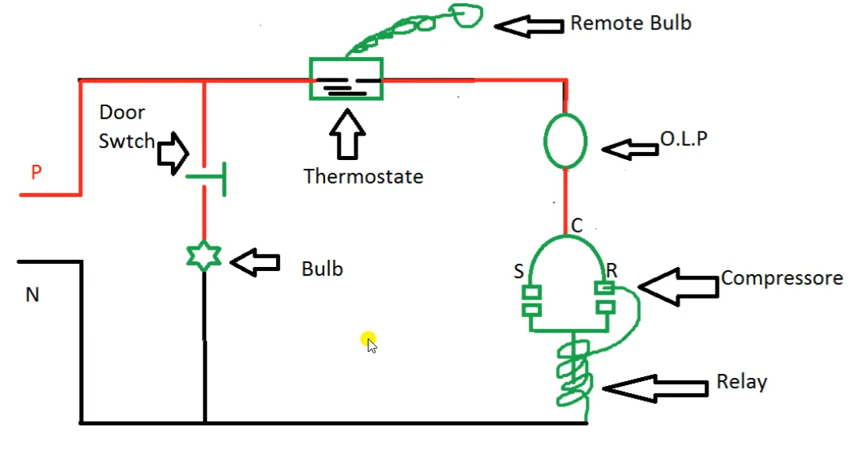 Remote Bulb
Door
Swtch
O.L.P
P
Thermostate
C
S
R
Bulb
Compressore
N
Relay